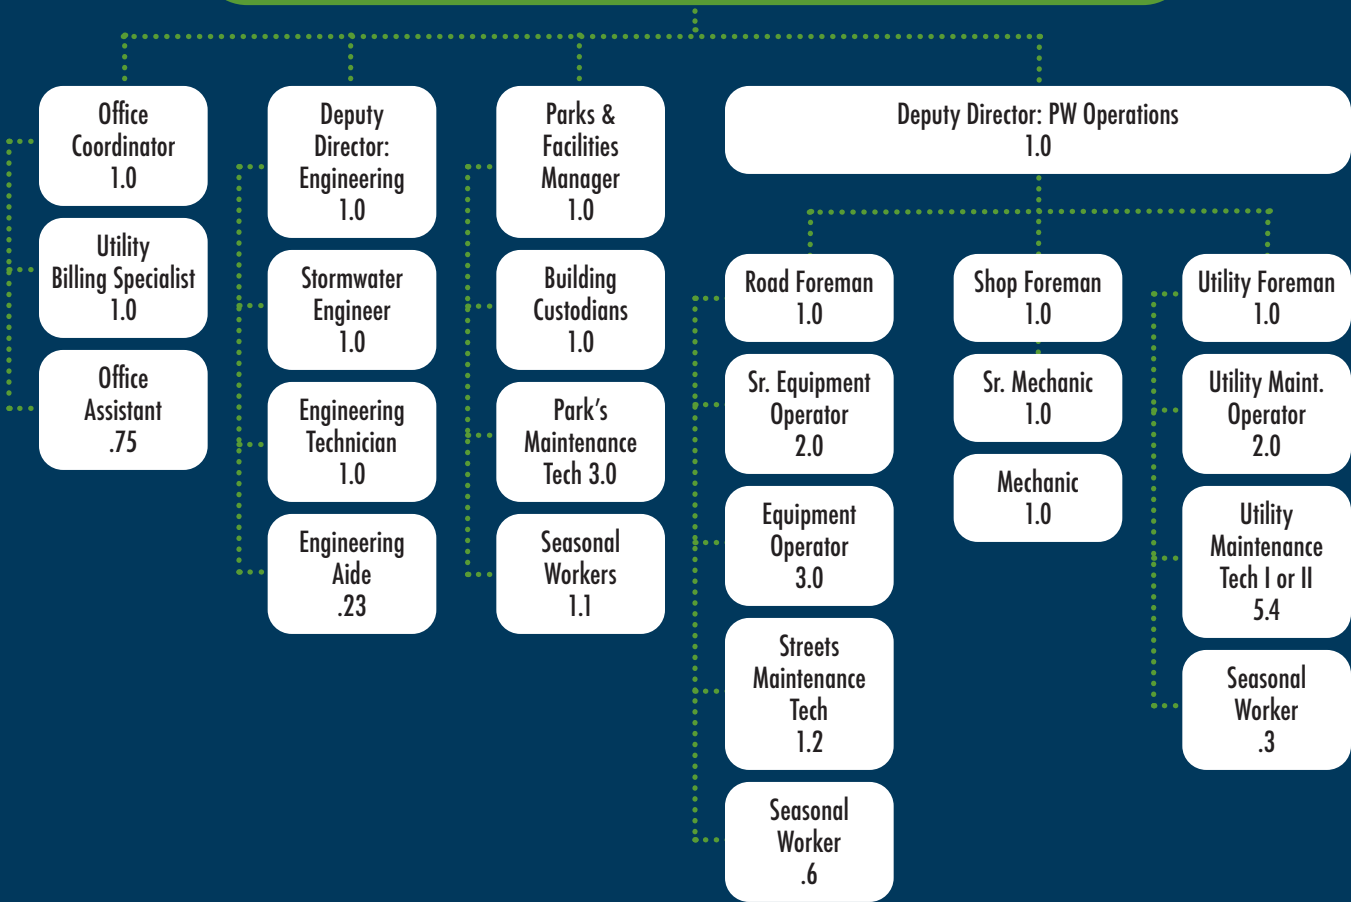 Office
Coordinator
1.0
Utility
Billing Specialist
1.0
Office
Assistant
.75
Deputy
Director:
Engineering
1.0
Stormwater
Engineer
1.0
Engineering
Technician
1.0
Engineering
Aide
.23
Parks &
Facilities
Manager
1.0
Building
Custodians
1.0
Park's
Maintenance
Tech 3.0
Seasonal
Workers
1.1
Deputy Director: PW Operations
1.0
Road Foreman
1.0
Sr. Equipment
Operator
2.0
Equipment
Operator
3.0
Streets
Maintenance
Tech
1.2
Seasonal
Worker
.6
Shop Foreman
1.0
Sr. Mechanic
1.0
Mechanic
1.0
Utility Foreman
1.0
Utility Maint.
Operator
2.0
Utility
Maintenance
Tech I or II
5.4
Seasonal
Worker
.3